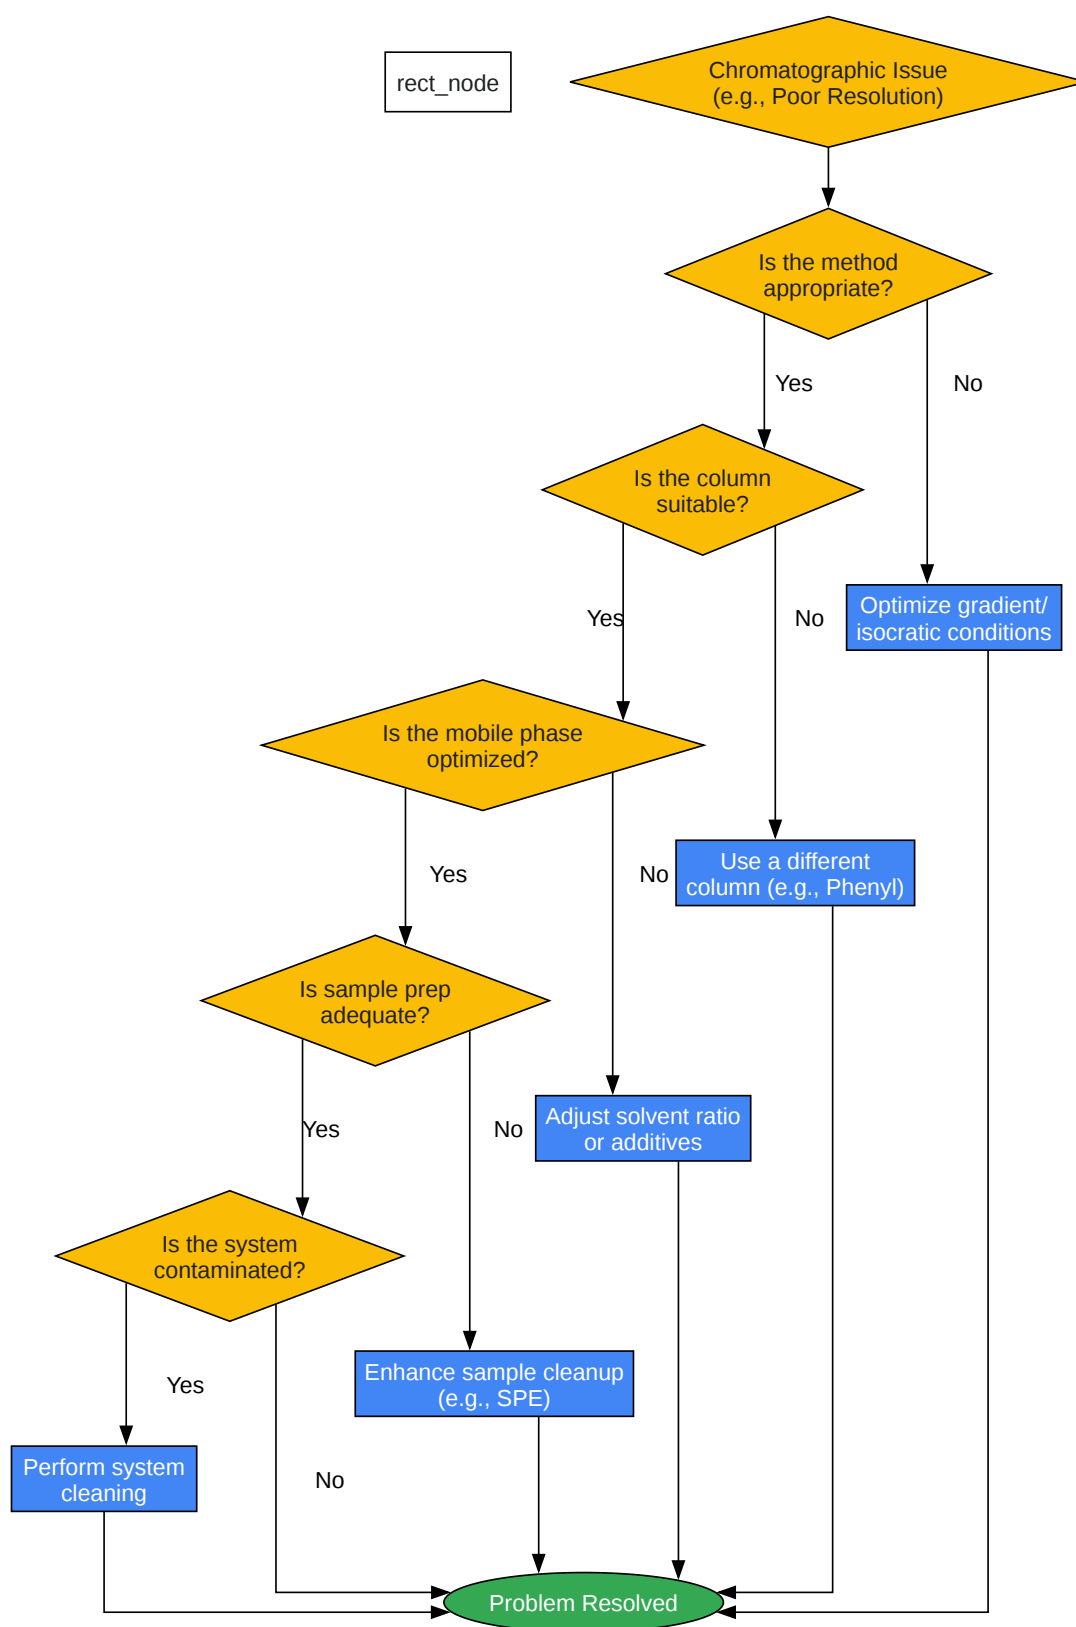 rect_node
Chromatographic Issue
(e.g., Poor Resolution)
Is the method
appropriate?
Yes
No
Is the column
suitable?
Yes
No
Optimize gradient/
isocratic conditions
Is the mobile phase
optimized?
Yes
No
Use a different
column (e.g., Phenyl)
Is sample prep
adequate?
Yes
No
Adjust solvent ratio
or additives
Is the system
contaminated?
Yes
No
Enhance sample cleanup
(e.g., SPE)
Perform system
cleaning
Problem Resolved